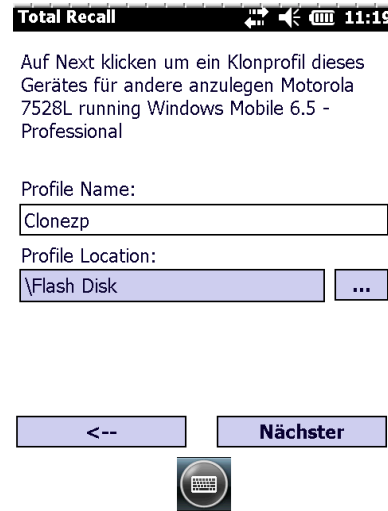 Total Recall 11:19
Auf Next klicken um ein Klonprofil dieses
Gerätes für andere anzulegen Motorola
7528L running Windows Mobile 6.5 -
Professional
Profile Name:
Clonezp
Profile Location:
\Flash Disk ...
<-- Nächster